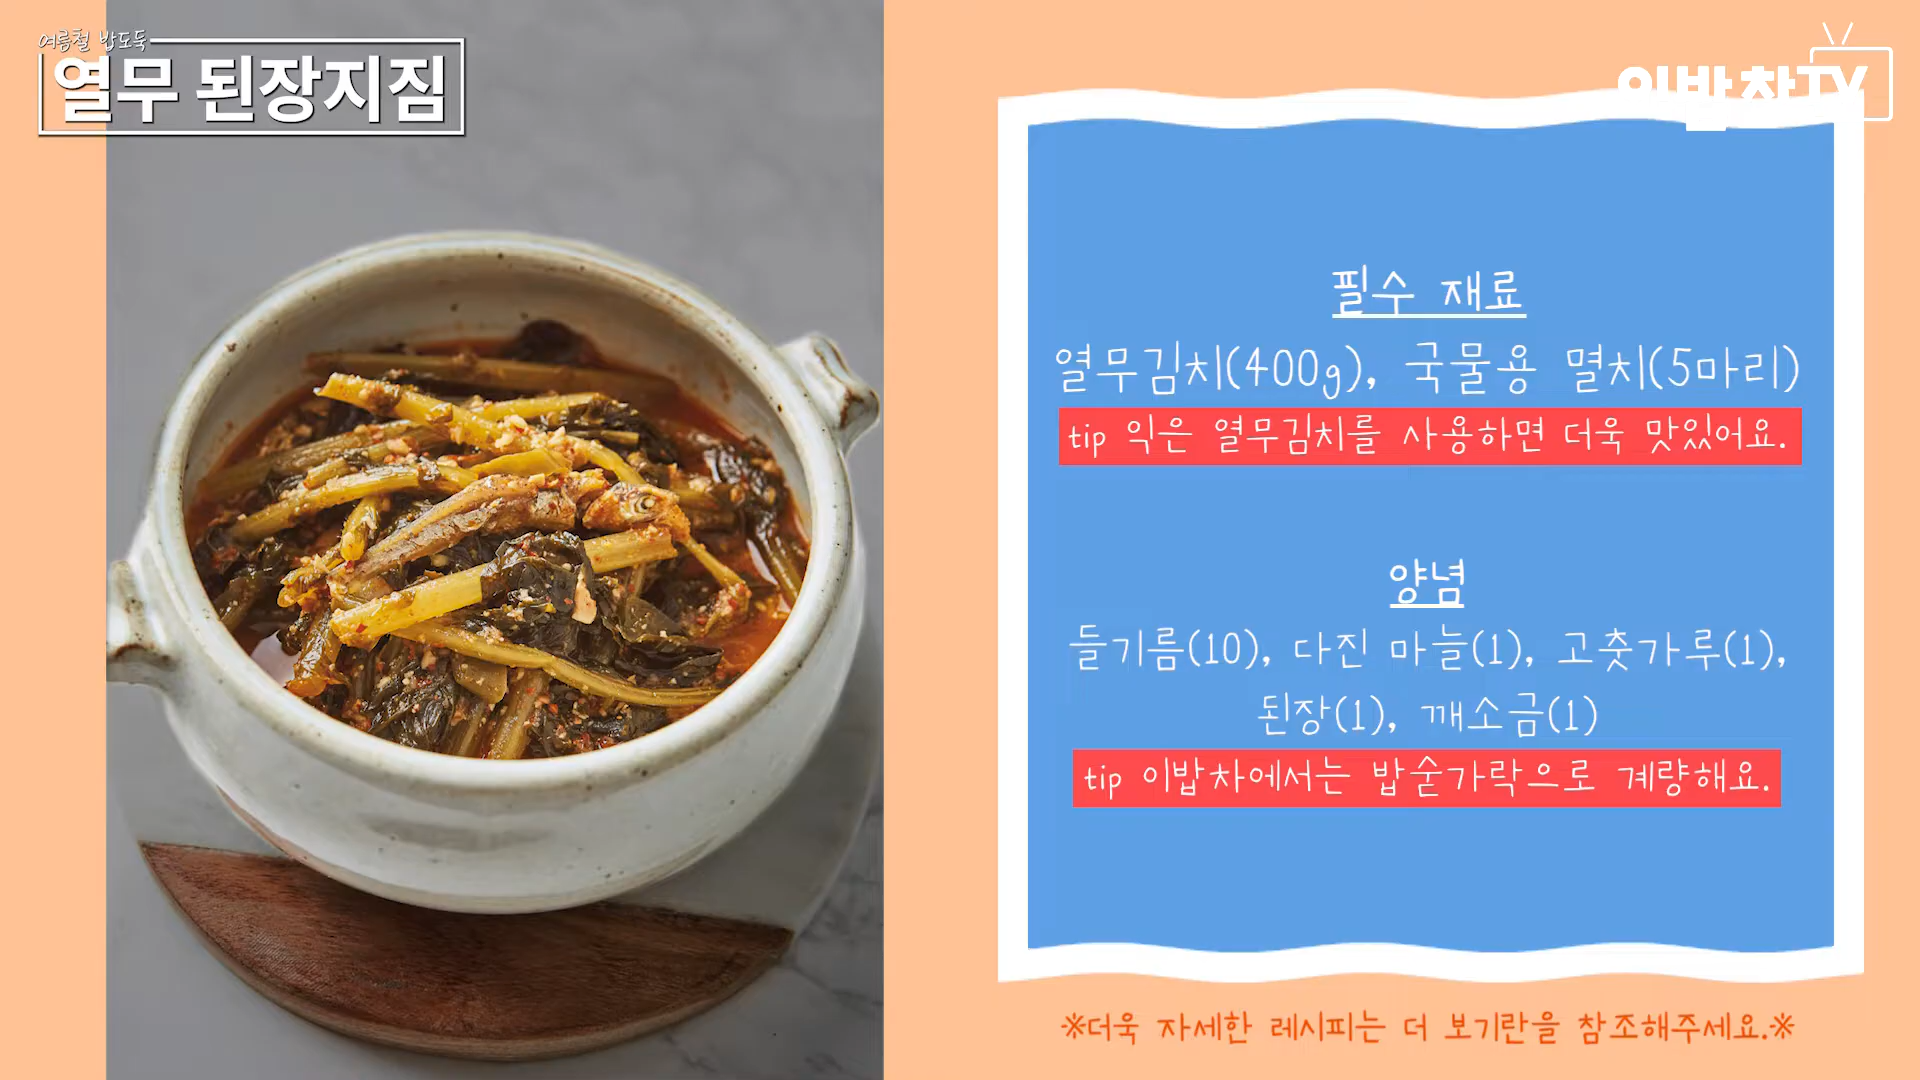 여름철 밥도둑
열무 된장지짐
이밥차TV
필수 재료
열무김치(400g), 국물용 멸치(5마리)
tip 익은 열무김치를 사용하면 더욱 맛있어요.
양념
들기름(10), 다진 마늘(1), 고춧가루(1),
된장(1), 깨소금(1)
tip 이밥차에서는 밥숟가락으로 계량해요.
※더욱 자세한 레시피는 더 보기란을 참조해주세요.※